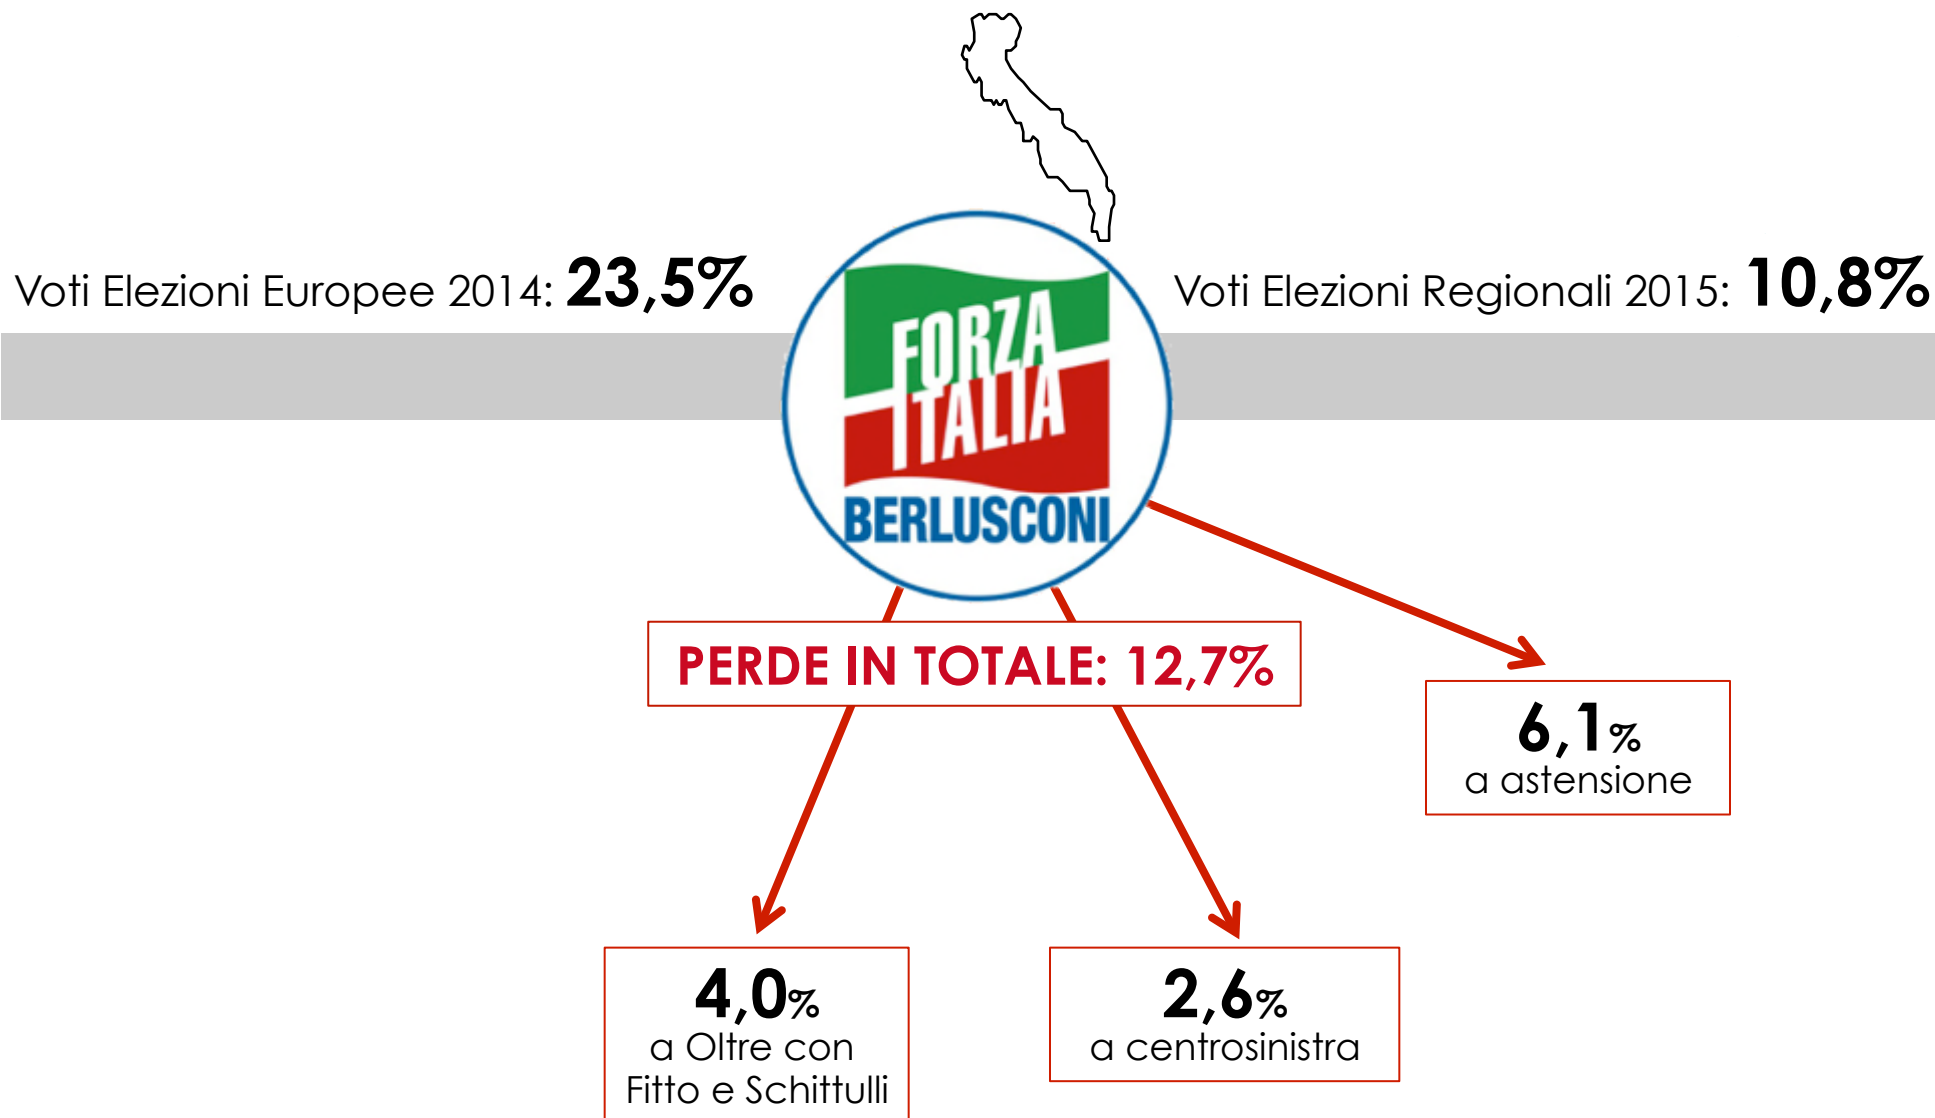 Voti Elezioni Europee 2014: 23,5%
Voti Elezioni Regionali 2015: 10,8%
FORZA
ITALIA
BERLUSCONI
PERDE IN TOTALE: 12,7%
6,1%
a astensione
4,0%
a Oltre con
Fitto e Schittulli
2,6%
a centrosinistra